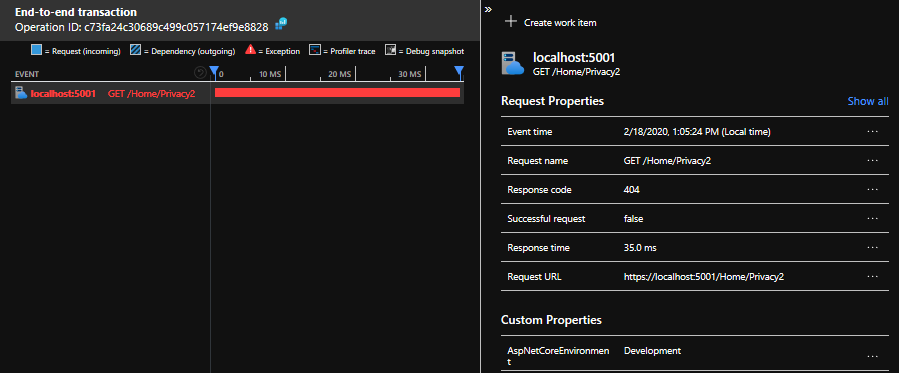 End-to-end transaction
Operation ID: c73fa24c30689c499c057174ef9e8828
= Request (incoming) = Dependency (outgoing) = Exception = Profiler trace = Debug snapshot
EVENT ? 0 10 MS 20 MS 30 MS
localhost:5001 GET /Home/Privacy2
»
+ Create work item
localhost:5001
GET /Home/Privacy2
Request Properties Show all
Event time 2/18/2020, 1:05:24 PM (Local time) ...
Request name GET /Home/Privacy2 ...
Response code 404 ...
Successful request false ...
Response time 35.0 ms ...
Request URL https://localhost:5001/Home/Privacy2 ...
Custom Properties
AspNetCoreEnvironmen Development ...
t